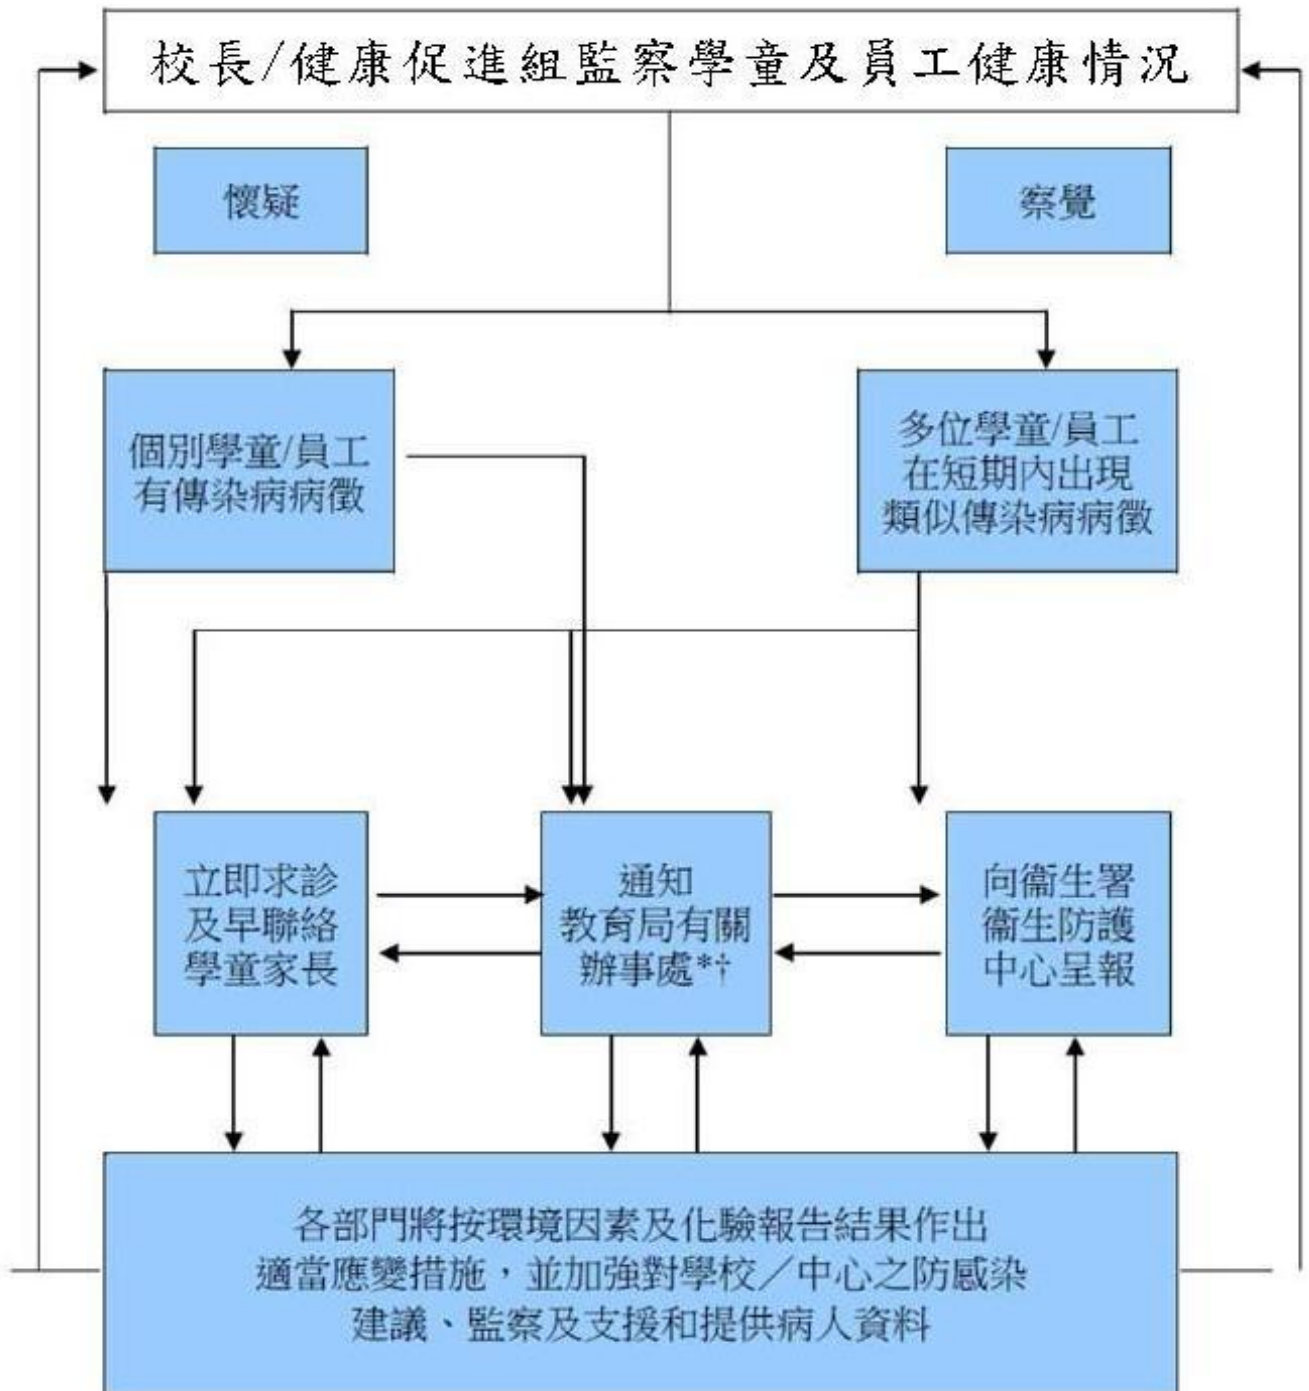 校長/健康促進組監察學童及員工健康情況
懷疑
察覺
個別學童/員工
有傳染病病徵
多位學童/員工
在短期內出現
類似傳染病病徵
立即求診
及早聯絡
學童家長
通知
教育局有關
辦事處*†
向衞生署
衞生防護
中心呈報
各部門將按環境因素及化驗報告結果作出
適當應變措施，並加強對學校／中心之防感染
建議、監察及支援和提供病人資料